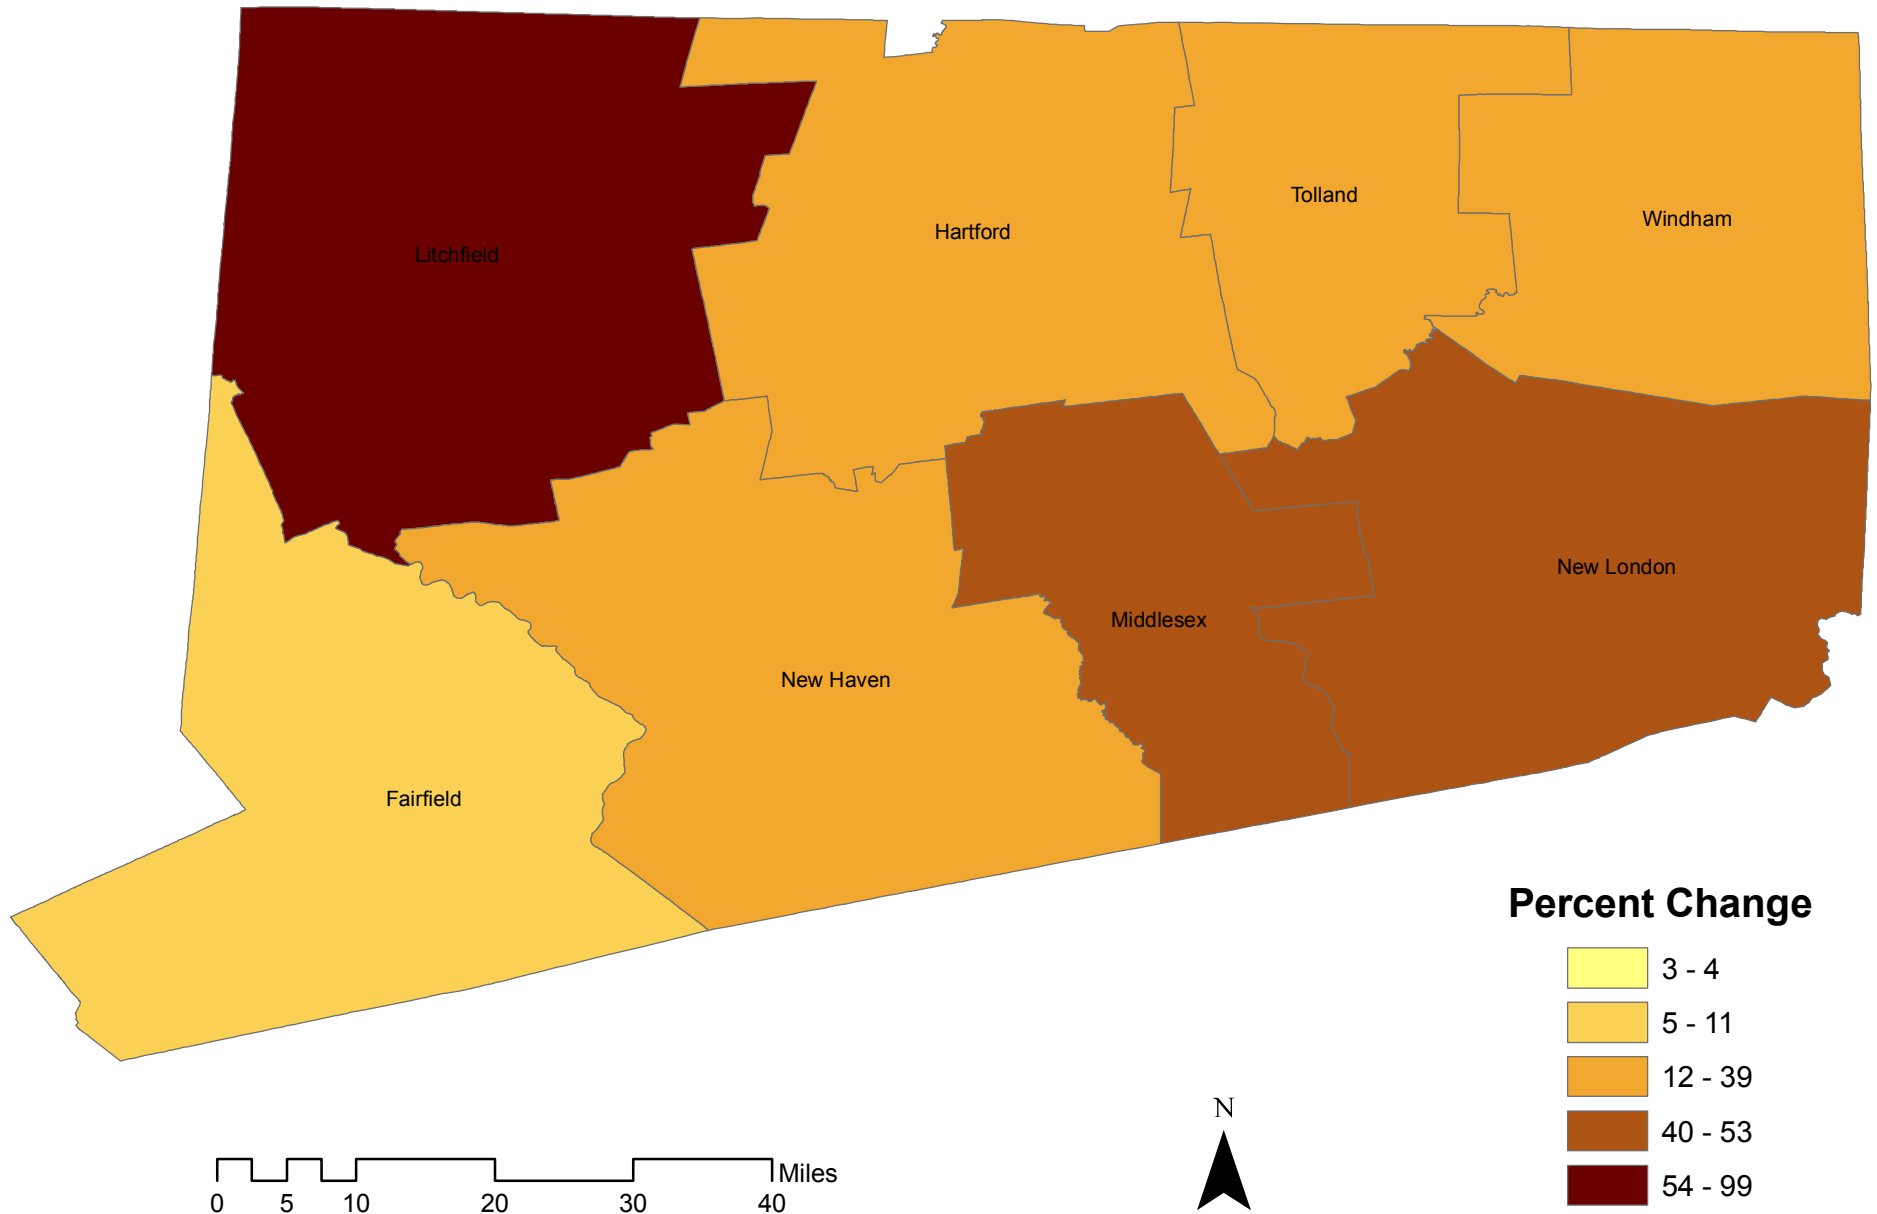 Tolland
Windham
Hartford
Litchfield
New London
Middlesex
New Haven
Fairfield
Percent Change
3 - 4
5 - 11
12 - 39
40 - 53
54 - 99
N
Miles
0 5 10 20 30 40